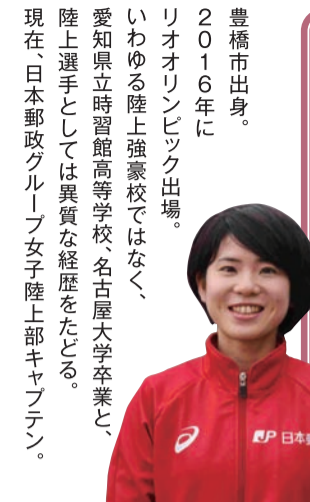 豊橋市出身。
2016年に
リオオリンピック出場。
いわゆる陸上強豪校ではなく、
愛知県立時習館高等学校、名古屋大学卒業と、
陸上選手としては異質な経歴をたどる。
現在、日本郵政グループ女子陸上部キャプテン。
JP 日本郵